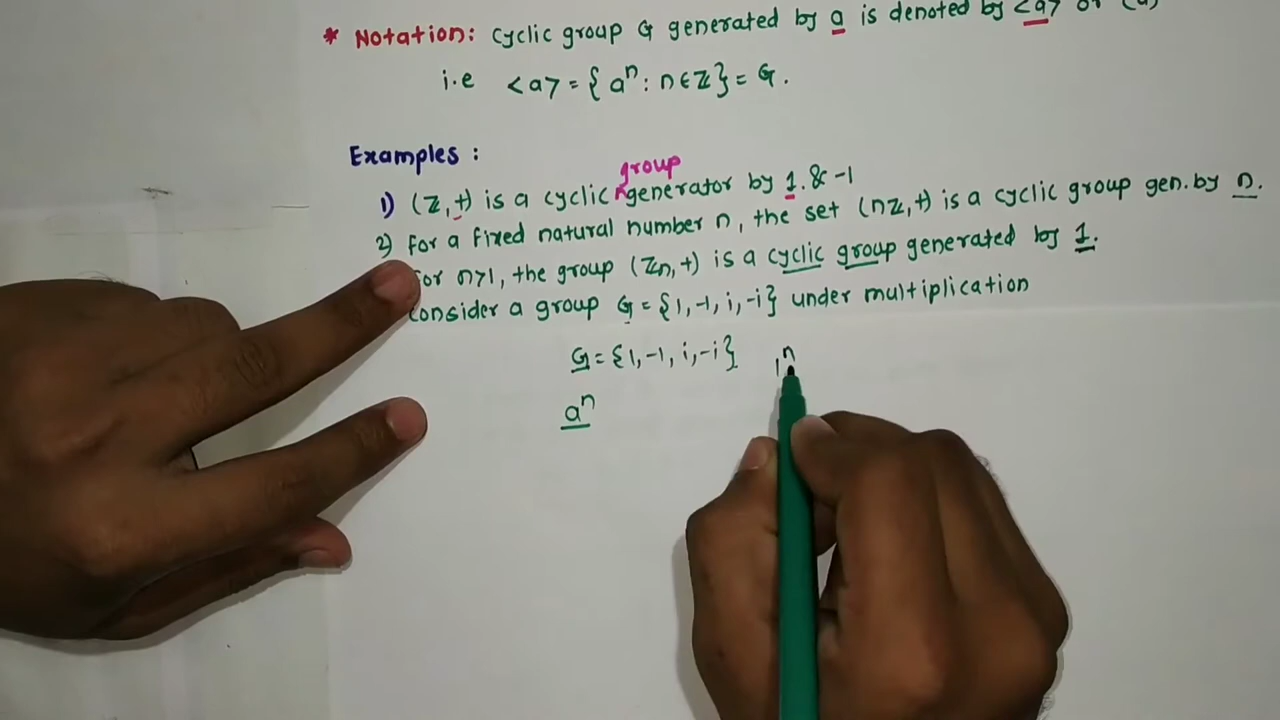 * Notation: Cyclic group G generated by a is denoted by <a> or (a)
i.e <a> = { aⁿ : n∈ℤ } = G.
Examples :
group
1) (ℤ, +) is a cyclic ^generator by 1. & -1
2) for a fixed natural number n, the set (nℤ, +) is a cyclic group gen. by n.
for n>1, the group (ℤn, +) is a cyclic group generated by 1.
Consider a group G = {1, -1, i, -i} under multiplication
G = {1, -1, i, -i} 1ⁿ
aⁿ